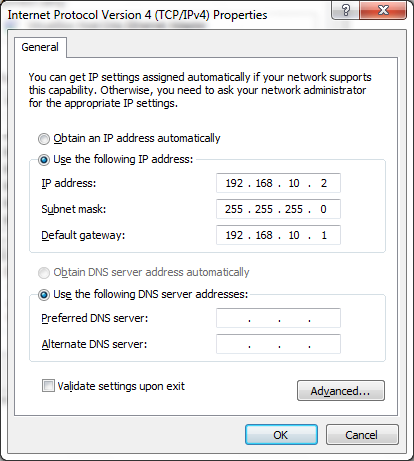 Internet Protocol Version 4 (TCP/IPv4) Properties
General
You can get IP settings assigned automatically if your network supports
this capability. Otherwise, you need to ask your network administrator
for the appropriate IP settings.
Obtain an IP address automatically
Use the following IP address:
IP address: 192 . 168 . 10 . 2
Subnet mask: 255 . 255 . 255 . 0
Default gateway: 192 . 168 . 10 . 1
Obtain DNS server address automatically
Use the following DNS server addresses:
Preferred DNS server: . . .
Alternate DNS server: . . .
Validate settings upon exit
Advanced...
OK Cancel